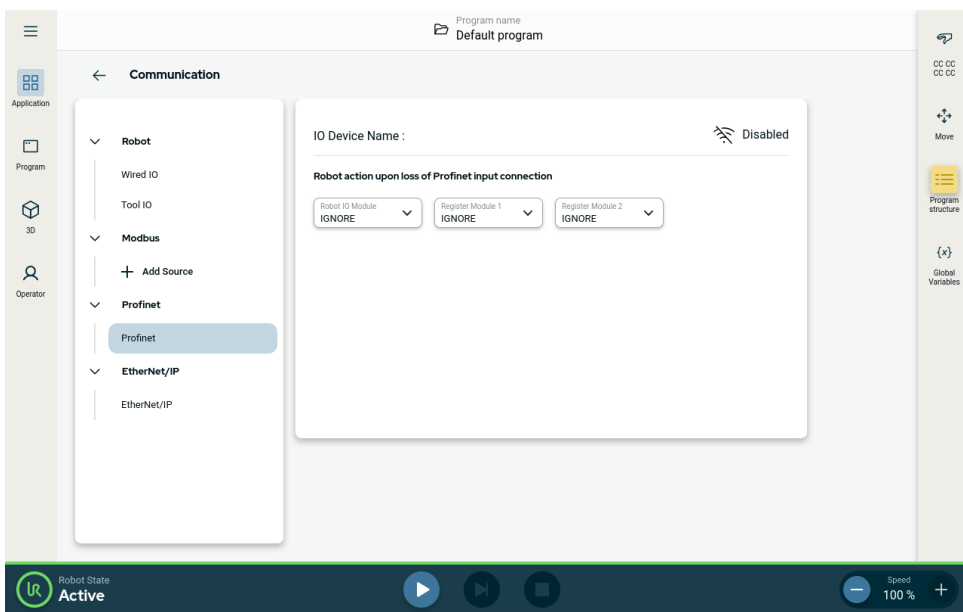 Program name
Default program
Communication
Application
Program
3D
Operator
Robot
Wired IO
Tool IO
Modbus
Add Source
Profinet
Profinet
EtherNet/IP
EtherNet/IP
IO Device Name :
Disabled
Robot action upon loss of Profinet input connection
Robot IO Module
IGNORE
Register Module 1
IGNORE
Register Module 2
IGNORE
CC CC
CC CC
Move
Program
structure
{x}
Global
Variables
UR
Robot State
Active
Speed
100 %